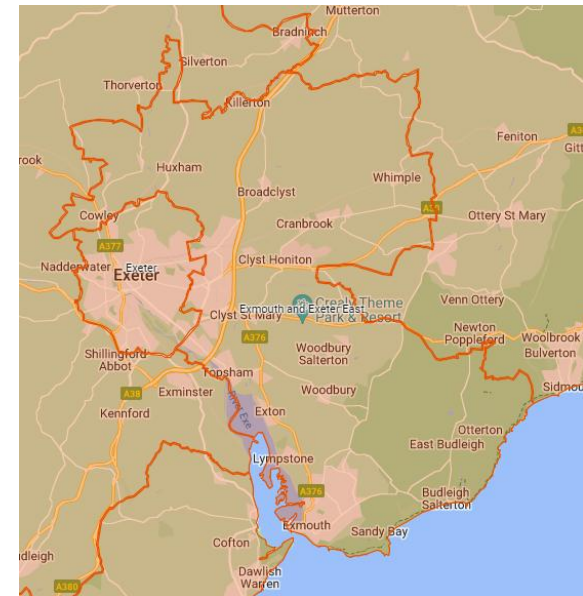 Mutterton
Bradninch
Silverton
Thorverton
Killerton
A3
Feniton
Gitt
rook
Huxham
Whimple
Broadclyst
Cowley
A30
Ottery St Mary
Cranbrook
A377
Nadderwater
Exeter
Exeter
Clyst Honiton
Venn Ottery
Crealy Theme
Park & Resort
Exmouth and Exeter East
Clyst St Mary
A376
Newton
Poppleford
Woolbrook
Bulverton
Shillingford
Abbot
Woodbury
Salterton
Topsham
A38
Exminster
Woodbury
Sidmou
Kennford
River Exe
Exton
Otterton
East Budleigh
Lympstone
A376
Budleigh
Salterton
Exmouth
Sandy Bay
Cofton
dleigh
Dawlish
Warren
A380